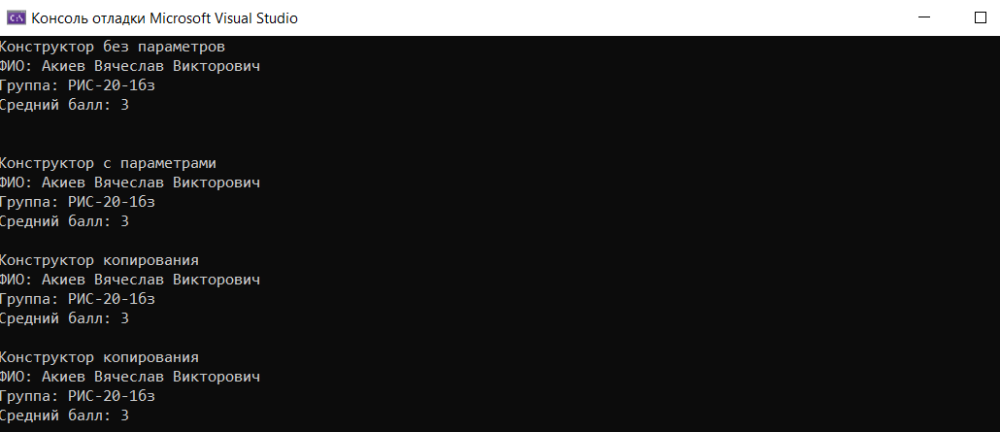 Консоль отладки Microsoft Visual Studio
Конструктор без параметров
ФИО: Акиев Вячеслав Викторович
Группа: РИС-20-1бз
Средний балл: 3
Конструктор с параметрами
ФИО: Акиев Вячеслав Викторович
Группа: РИС-20-1бз
Средний балл: 3
Конструктор копирования
ФИО: Акиев Вячеслав Викторович
Группа: РИС-20-1бз
Средний балл: 3
Конструктор копирования
ФИО: Акиев Вячеслав Викторович
Группа: РИС-20-1бз
Средний балл: 3